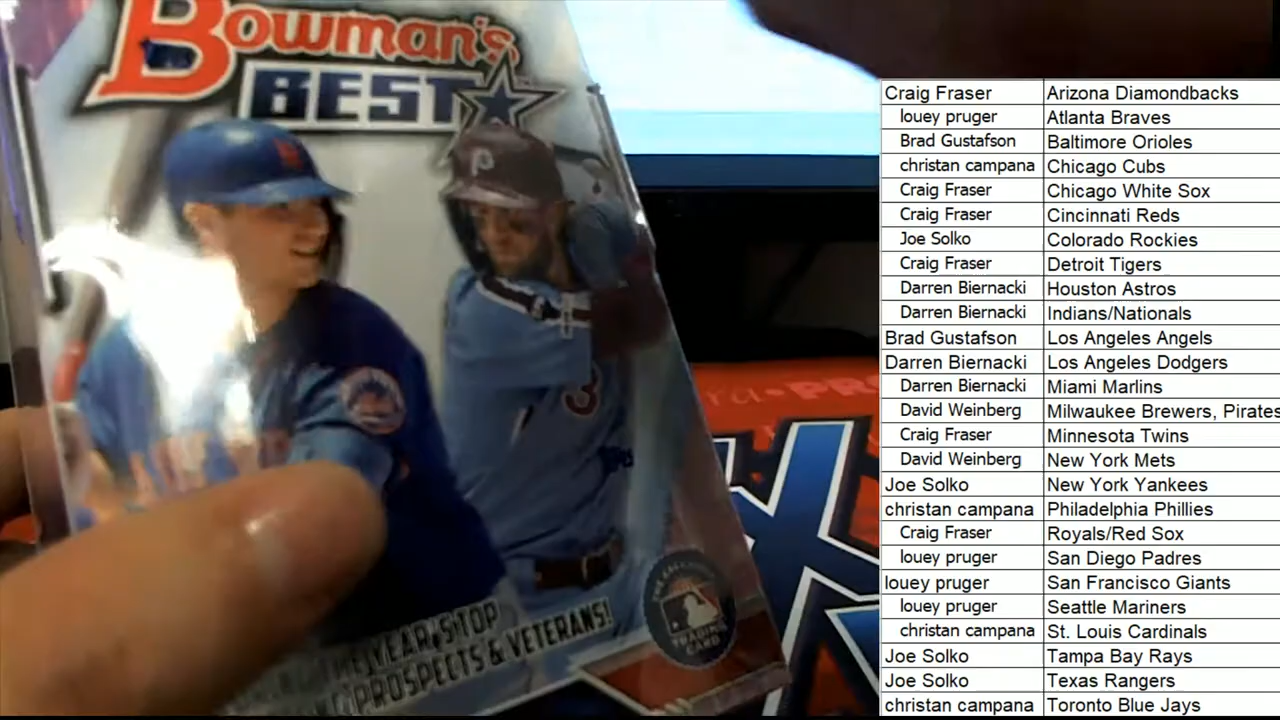 BOWMAN'S
BEST
THE YEAR'S TOP
PROSPECTS & VETERANS!
TRADING
CARD
3
P
Craig Fraser Arizona Diamondbacks
louey pruger Atlanta Braves
Brad Gustafson Baltimore Orioles
christan campana Chicago Cubs
Craig Fraser Chicago White Sox
Craig Fraser Cincinnati Reds
Joe Solko Colorado Rockies
Craig Fraser Detroit Tigers
Darren Biernacki Houston Astros
Darren Biernacki Indians/Nationals
Brad Gustafson Los Angeles Angels
Darren Biernacki Los Angeles Dodgers
Darren Biernacki Miami Marlins
David Weinberg Milwaukee Brewers, Pirates
Craig Fraser Minnesota Twins
David Weinberg New York Mets
Joe Solko New York Yankees
christan campana Philadelphia Phillies
Craig Fraser Royals/Red Sox
louey pruger San Diego Padres
louey pruger San Francisco Giants
louey pruger Seattle Mariners
christan campana St. Louis Cardinals
Joe Solko Tampa Bay Rays
Joe Solko Texas Rangers
christan campana Toronto Blue Jays